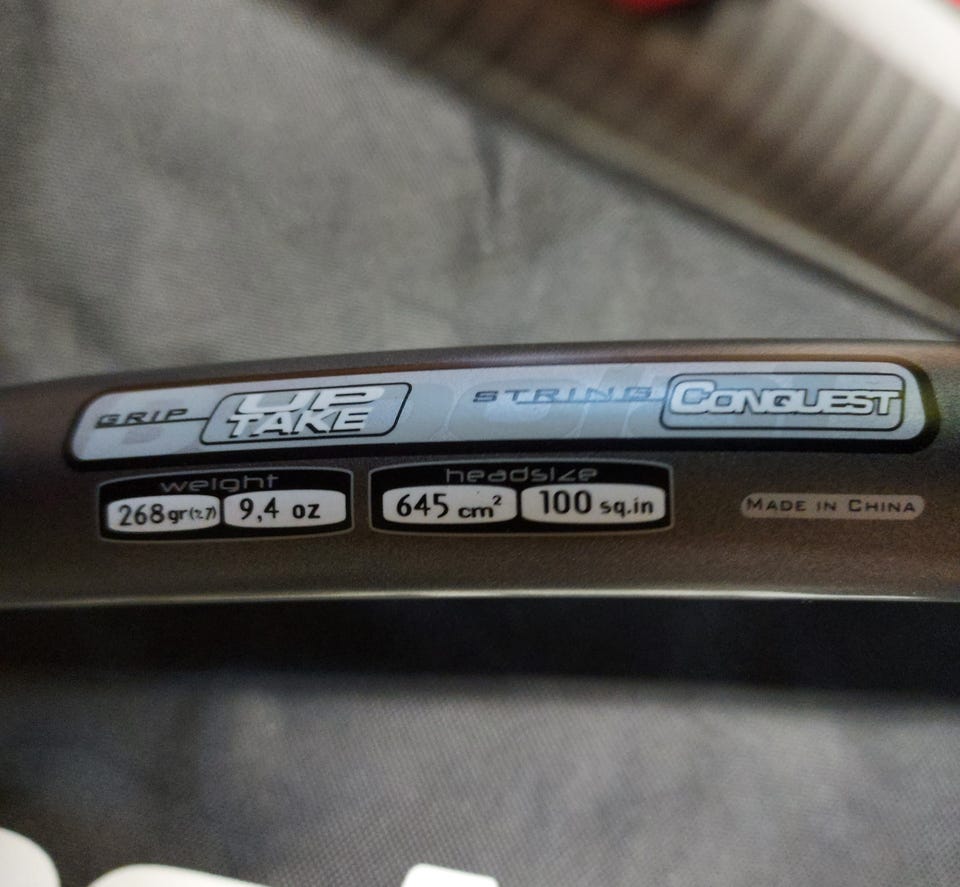 GRIP UP TAKE STRING CONQUEST
weight headsize
268gr(±7) 9,4 oz 645 cm² 100 sq.in MADE IN CHINA